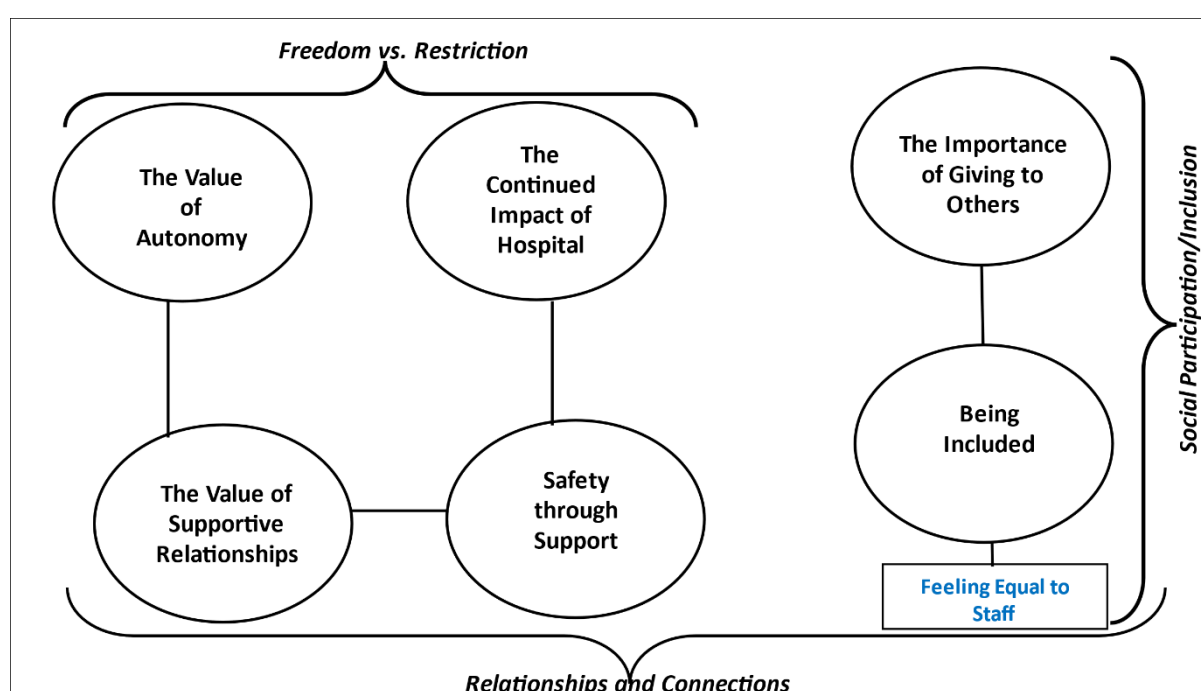 Freedom vs. Restriction
The Value
of
Autonomy
The
Continued
Impact of
Hospital
The Importance
of Giving to
Others
Social Participation/Inclusion
The Value of
Supportive
Relationships
Safety
through
Support
Being
Included
Feeling Equal to
Staff
Relationships and Connections